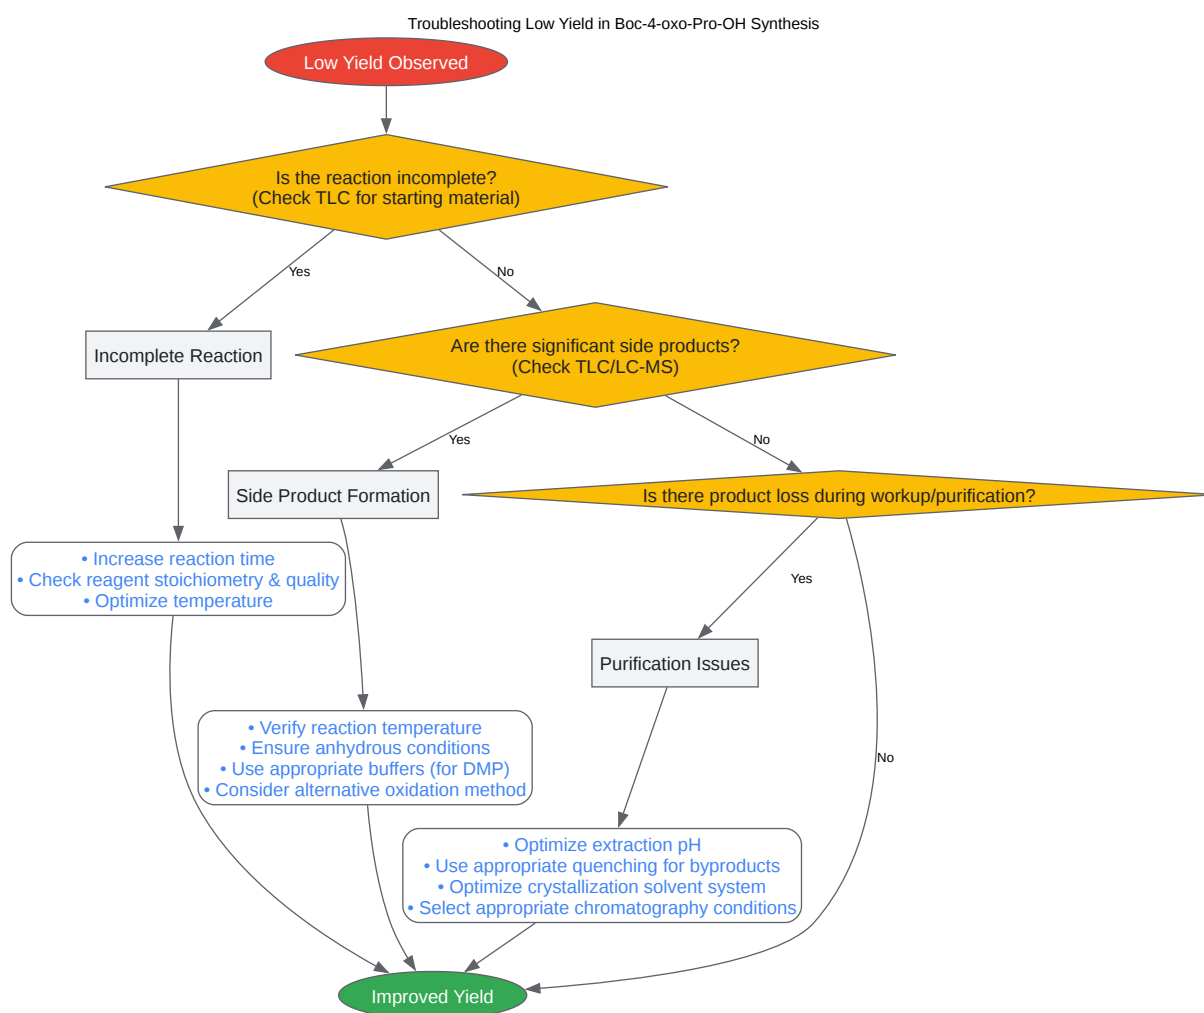 Troubleshooting Low Yield in Boc-4-oxo-Pro-OH Synthesis
Low Yield Observed
Is the reaction incomplete?
(Check TLC for starting material)
Yes
No
Incomplete Reaction
Are there significant side products?
(Check TLC/LC-MS)
Yes
No
Side Product Formation
Is there product loss during workup/purification?
• Increase reaction time
• Check reagent stoichiometry & quality
• Optimize temperature
Yes
Purification Issues
• Verify reaction temperature
• Ensure anhydrous conditions
• Use appropriate buffers (for DMP)
• Consider alternative oxidation method
No
• Optimize extraction pH
• Use appropriate quenching for byproducts
• Optimize crystallization solvent system
• Select appropriate chromatography conditions
Improved Yield